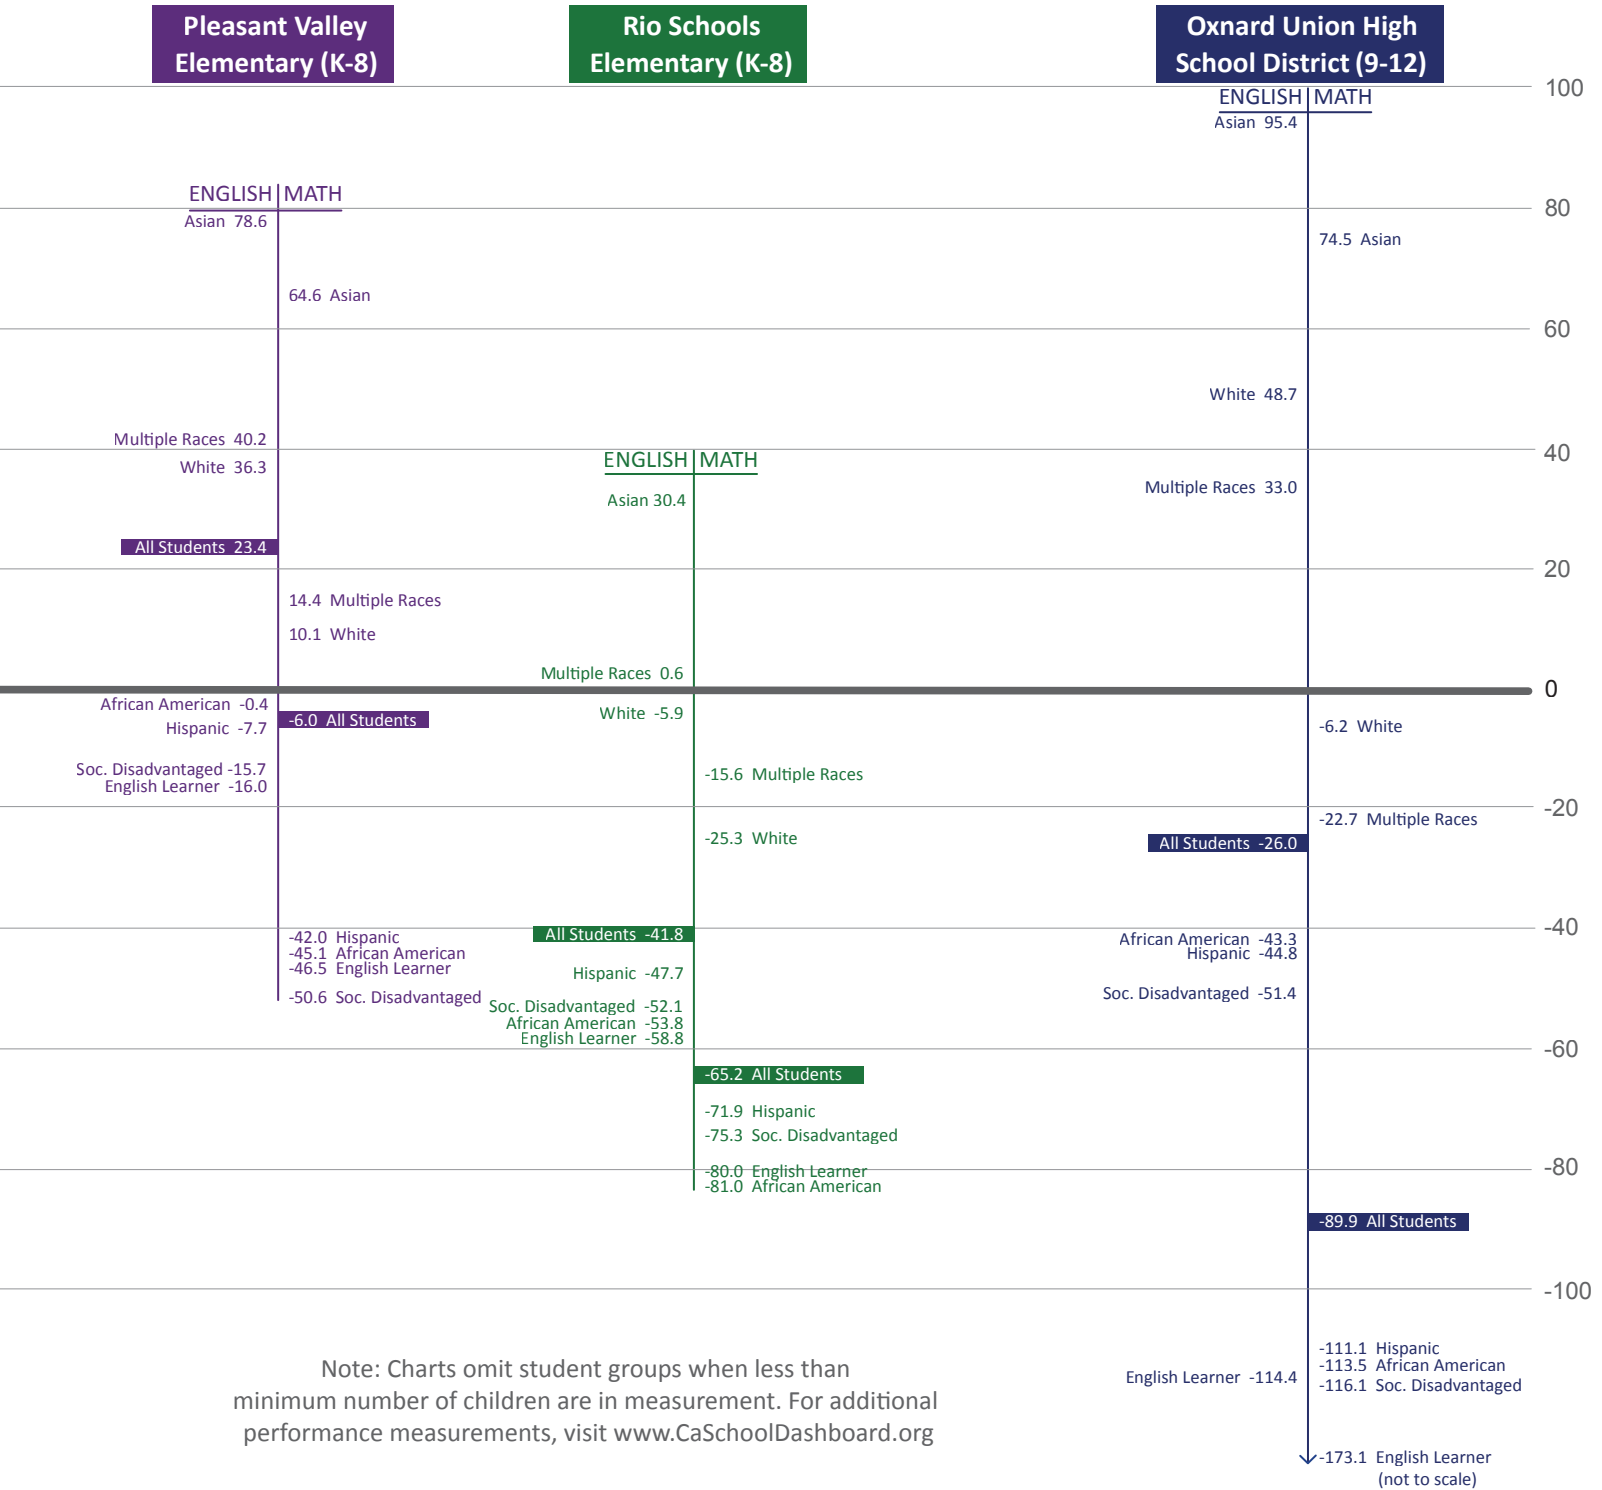 Pleasant Valley
Elementary (K-8)
Rio Schools
Elementary (K-8)
Oxnard Union High
School District (9-12)
100
80
60
40
20
0
-20
-40
-60
-80
-100
ENGLISH MATH
Asian 78.6
64.6 Asian
Multiple Races 40.2
White 36.3
All Students 23.4
14.4 Multiple Races
10.1 White
African American -0.4
-6.0 All Students
Hispanic -7.7
Soc. Disadvantaged -15.7
English Learner -16.0
-42.0 Hispanic
-45.1 African American
-46.5 English Learner
-50.6 Soc. Disadvantaged
ENGLISH MATH
Asian 30.4
Multiple Races 0.6
White -5.9
-15.6 Multiple Races
-25.3 White
All Students -41.8
Hispanic -47.7
Soc. Disadvantaged -52.1
African American -53.8
English Learner -58.8
-65.2 All Students
-71.9 Hispanic
-75.3 Soc. Disadvantaged
-80.0 English Learner
-81.0 African American
ENGLISH MATH
Asian 95.4
74.5 Asian
White 48.7
Multiple Races 33.0
-6.2 White
-22.7 Multiple Races
All Students -26.0
African American -43.3
Hispanic -44.8
Soc. Disadvantaged -51.4
-89.9 All Students
-111.1 Hispanic
-113.5 African American
English Learner -114.4
-116.1 Soc. Disadvantaged
-173.1 English Learner
(not to scale)
Note: Charts omit student groups when less than
minimum number of children are in measurement. For additional
performance measurements, visit www.CaSchoolDashboard.org